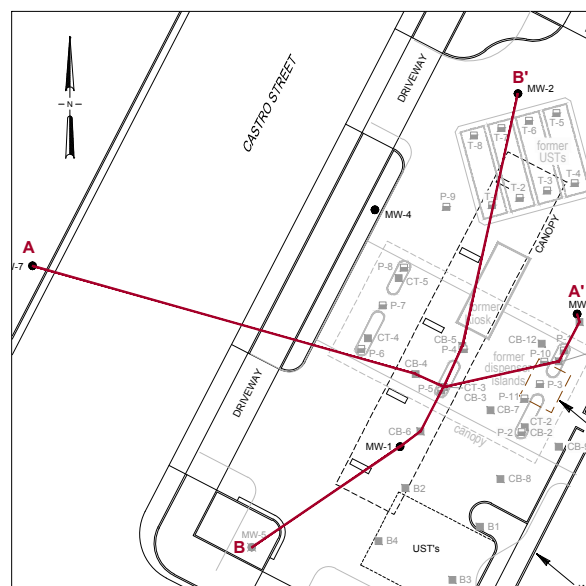 B'
MW-2
DRIVEWAY
CASTRO STREET
N
T-5
T-6
T-7
T-8
former
USTs
T-4
T-3
T-2
P-9
MW-4
CANOPY
A
A'
P-8
CT-5
P-7
former
CT-4
P-6
CB-5
P-4
CB-12
P-10
former
dispenser
islands
CB-4
P-5
CT-3
CB-3
P-3
P-11
CB-7
CT-2
P-2
CB-2
canopy
CB-6
MW-1
DRIVEWAY
CB-8
B2
B1
MW-5
B
B4
UST's
B3